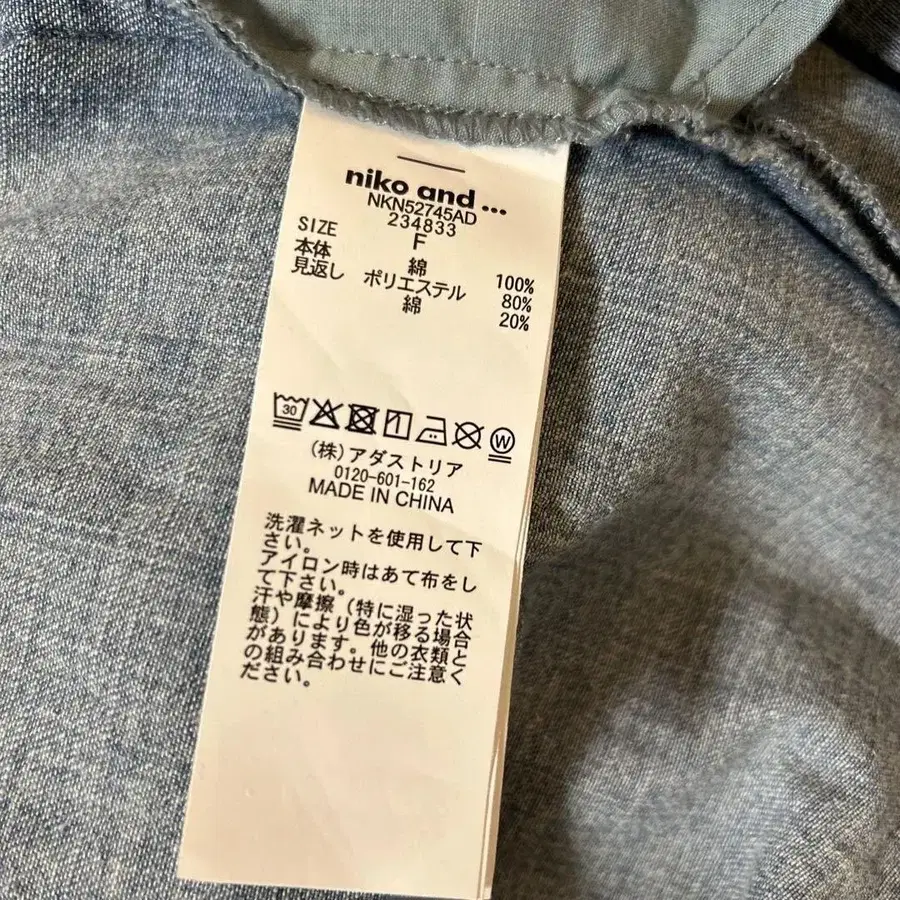 niko and ...
NKN52745AD
234833
SIZE F
本体 綿 100%
見返し ポリエステル 80%
綿 20%
30
W
(株)アダストリア
0120-601-162
MADE IN CHINA
洗濯ネットを使用して下
さい。
アイロン時はあて布をし
て下さい。
汗や摩擦(特に湿った状
態)により色が移る場合
があります。他の衣類と
の組み合わせにご注意く
ださい。